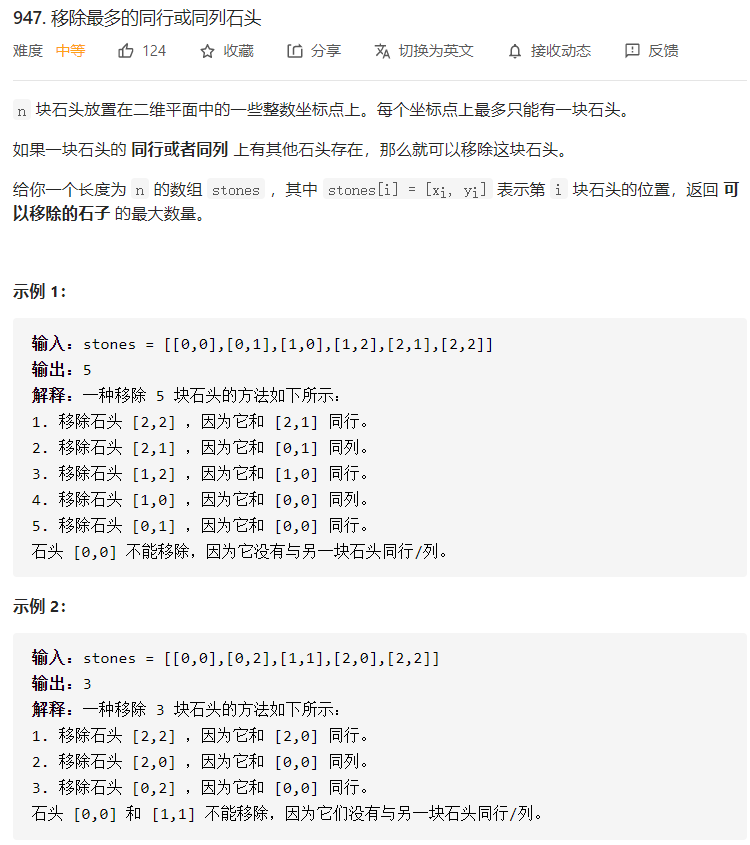 947. 移除最多的同行或同列石头
难度 中等 124 收藏 分享 切换为英文 接收动态 反馈
n 块石头放置在二维平面中的一些整数坐标点上。每个坐标点上最多只能有一块石头。
如果一块石头的 同行或者同列 上有其他石头存在，那么就可以移除这块石头。
给你一个长度为 n 的数组 stones ，其中 stones[i] = [xi, yi] 表示第 i 块石头的位置，返回 可
以移除的石子 的最大数量。
示例 1：
输入：stones = [[0,0],[0,1],[1,0],[1,2],[2,1],[2,2]]
输出：5
解释：一种移除 5 块石头的方法如下所示：
1. 移除石头 [2,2] ，因为它和 [2,1] 同行。
2. 移除石头 [2,1] ，因为它和 [0,1] 同列。
3. 移除石头 [1,2] ，因为它和 [1,0] 同行。
4. 移除石头 [1,0] ，因为它和 [0,0] 同列。
5. 移除石头 [0,1] ，因为它和 [0,0] 同行。
石头 [0,0] 不能移除，因为它没有与另一块石头同行/列。
示例 2：
输入：stones = [[0,0],[0,2],[1,1],[2,0],[2,2]]
输出：3
解释：一种移除 3 块石头的方法如下所示：
1. 移除石头 [2,2] ，因为它和 [2,0] 同行。
2. 移除石头 [2,0] ，因为它和 [0,0] 同列。
3. 移除石头 [0,2] ，因为它和 [0,0] 同行。
石头 [0,0] 和 [1,1] 不能移除，因为它们没有与另一块石头同行/列。